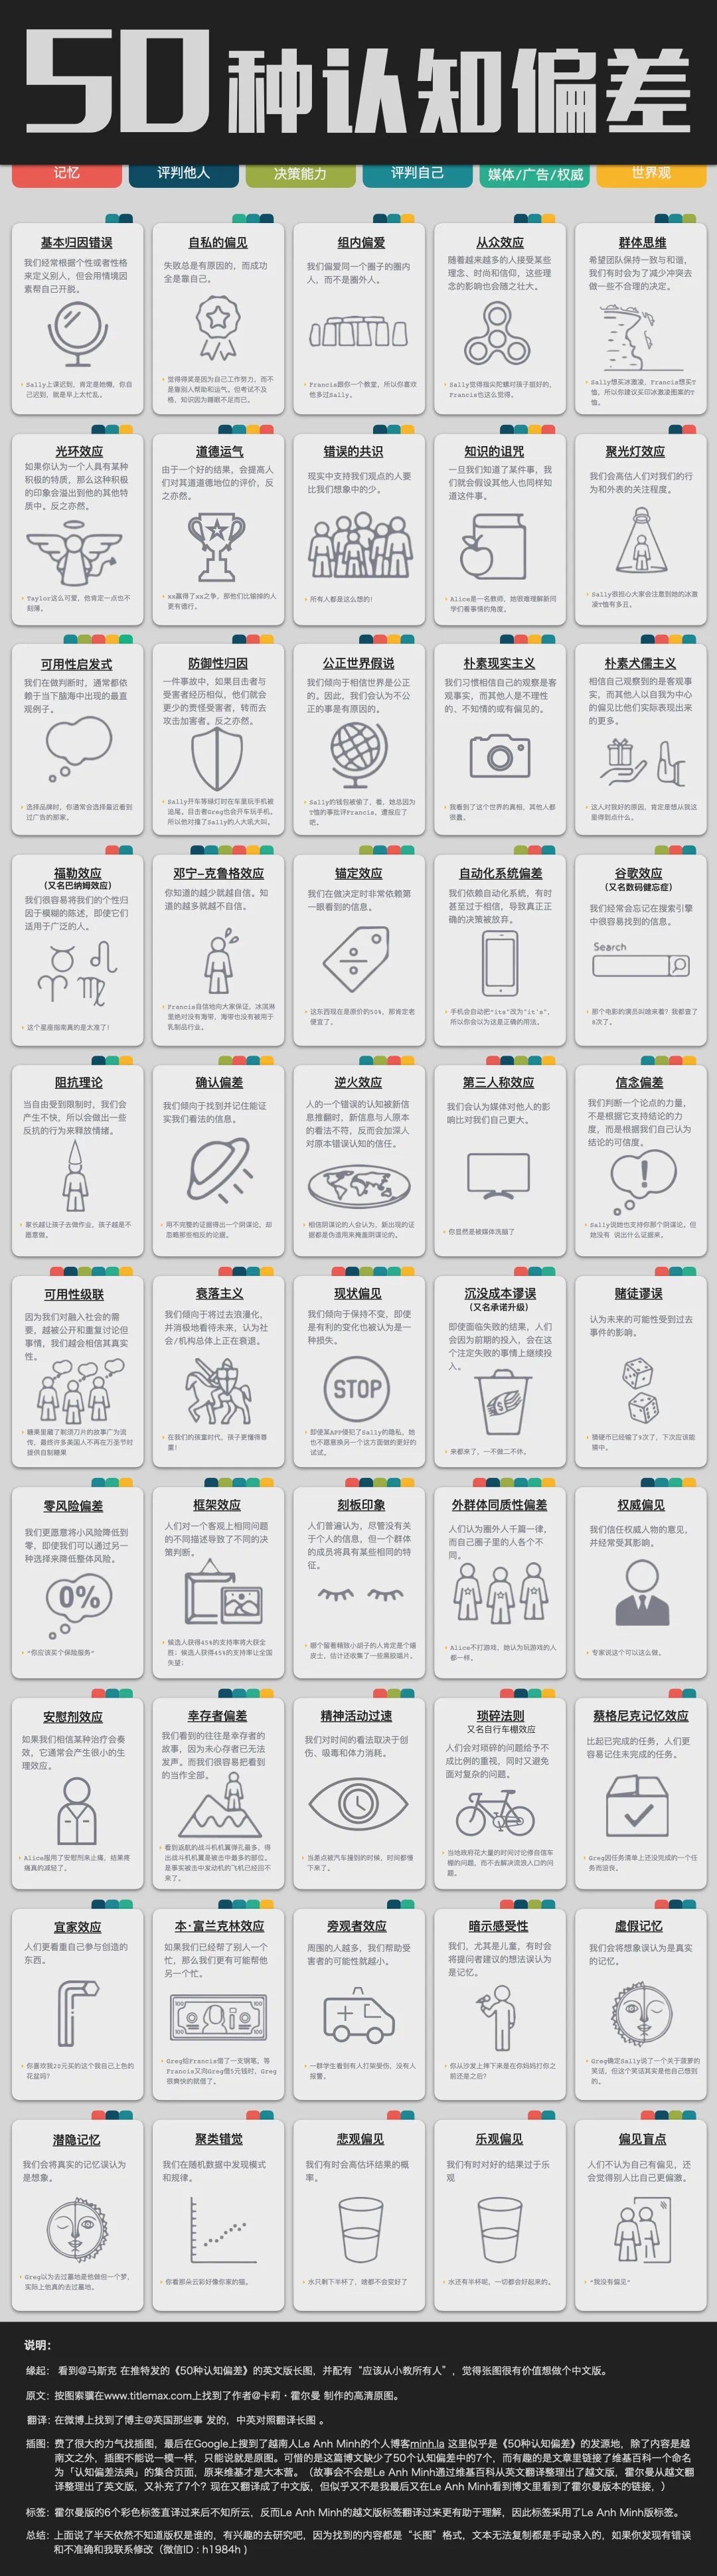 50种认知偏差
记忆
评判他人
决策能力
评判自己
媒体/广告/权威
世界观
基本归因错误
我们经常根据个性或者性格
来定义别人，但会用情境因
素帮自己开脱。
Sally上课迟到，肯定是她懒，你自
己迟到，就是早上太忙乱。
自私的偏见
失败总是有原因的，而成功
全是靠自己。
觉得得奖是因为自己工作努力，而不
是靠别人帮助和运气。但考试不及
格，知识因为睡眠不足而已。
组内偏爱
我们偏爱同一个圈子的圈内
人，而不是圈外人。
Francis跟你一个教堂，所以你喜欢
他多过Sally。
从众效应
随着越来越多的人接受某些
理念、时尚和信仰，这些理
念的影响也会随之壮大。
Sally觉得指尖陀螺对孩子挺好的，
Francis也这么觉得。
群体思维
希望团队保持一致与和谐，
我们有时会为了减少冲突去
做一些不合理的决定。
Sally想买冰激凌，Francis想买T
恤，所以你建议买印冰激凌图案的T
恤。
光环效应
如果你认为一个人具有某种
积极的特质，那么这种积极
的印象会溢出到他的其他特
质中。反之亦然。
Taylor这么可爱，他肯定一点也不
刻薄。
道德运气
由于一个好的结果，会提高人
们对其道道德地位的评价，反
之亦然。
xx赢得了xx之争，那他们比输掉的人
更有德行。
错误的共识
现实中支持我们观点的人要
比我们想象中的少。
所有人都是这么想的！
知识的诅咒
一旦我们知道了某件事，我
们就会假设其他人也同样知
道这件事。
Alice是一名教师，她很难理解新同
学们看事情的角度。
聚光灯效应
我们会高估人们对我们的行
为和外表的关注程度。
Sally很担心大家会注意到她的冰激
凌T恤有多丑。
可用性启发式
我们在做判断时，通常都依
赖于当下脑海中出现的最直
观例子。
选择品牌时，你通常会选择最近看到
过广告的那家。
防御性归因
一件事故中，如果目击者与
受害者经历相似，他们就会
更少的责怪受害者，转而去
攻击加害者。反之亦然。
Sally开车等绿灯时在车里玩手机被
追尾。目击者Greg也会开车玩手机，
所以他对撞了Sally的人大吼大叫。
公正世界假说
我们倾向于相信世界是公正
的。因此，我们会认为不公
正的事是有原因的。
Sally的钱包被偷了，看，她总因为
T恤的事批评Francis，遭报应了
吧。
朴素现实主义
我们习惯相信自己的观察是客
观事实，而其他人是不理性
的、不知情的或有偏见的。
我看到了这个世界的真相，其他人都
很蠢。
朴素犬儒主义
相信自己观察到的是客观事
实，而其他人以自我为中心
的偏见比他们实际表现出来
的更多。
这人对我好的原因，肯定是想从我这
里得到点什么。
福勒效应
(又名巴纳姆效应)
我们很容易将我们的个性归
因于模糊的陈述，即使它们
适用于广泛的人。
这个星座指南真的是太准了！
邓宁-克鲁格效应
你知道的越少就越自信。知
道的越多就越不自信。
Francis自信地向大家保证，冰淇淋
里绝对没有海带，海带也没有被用于
乳制品行业。
锚定效应
我们在做决定时非常依赖第
一眼看到的信息。
这东西现在是原价的50%，那肯定老
便宜了。
自动化系统偏差
我们依赖自动化系统，有时
甚至过于相信，导致真正正
确的决策被放弃。
手机会自动把“its”改为“it's”，
所以你会以为这是正确的用法。
谷歌效应
(又名数码健忘症)
我们经常会忘记在搜索引擎
中很容易找到的信息。
Search
那个电影的演员叫啥来着？我都查了
8次了。
阻抗理论
当自由受到限制时，我们会
产生不快，所以会做出一些
反抗的行为来释放情绪。
家长越让孩子去做作业，孩子越是不
愿意做。
确认偏差
我们倾向于找到并记住能证
实我们看法的信息。
用不完整的证据得出一个阴谋论，却
忽略那些相反的论据。
逆火效应
人的一个错误的认知被新信
息推翻时，新信息与人原本
的看法不符，反而会加深人
对原本错误认知的信任。
相信阴谋论的人会认为，新出现的证
据都是伪造用来掩盖阴谋论的。
第三人称效应
我们会认为媒体对他人的影
响比对我们自己更大。
你显然是被媒体洗脑了
信念偏差
我们判断一个论点的力量，
不是根据它支持结论的力
度，而是根据我们自己认为
结论的可信度。
Sally说她也支持你那个阴谋论。但
她没有 说出什么证据来。
可用性级联
因为我们对融入社会的需
要，越被公开和重复讨论但
事情，我们越会相信其真实
性。
糖果里藏了剃须刀片的故事广为流
传，最终许多美国人不再在万圣节时
提供自制糖果
衰落主义
我们倾向于将过去浪漫化，
并消极地看待未来，认为社
会/机构总体上正在衰退。
在我们的孩童时代，孩子更懂得尊
重！
现状偏见
我们倾向于保持不变，即使
是有利的变化也被认为是一
种损失。
STOP
即使某APP侵犯了Sally的隐私，她
也不愿意换另一个这方面做的更好的
试试。
沉没成本谬误
(又名承诺升级)
即使面临失败的结果，人们
会因为前期的投入，会在这
个注定失败的事情上继续投
入。
来都来了，一不做二不休。
赌徒谬误
认为未来的可能性受到过去
事件的影响。
猜硬币已经输了9次了，下次应该能
猜中。
零风险偏差
我们更愿意将小风险降低到
零，即使我们可以通过另一
种选择来降低整体风险。
0%
“你应该买个保险服务”
框架效应
人们对一个客观上相同问题
的不同描述导致了不同的决
策判断。
候选人获得45%的支持率将大获全
胜；候选人获得45%的支持率让全国
失望；
刻板印象
人们普遍认为，尽管没有关
于个人的信息，但一个群体
的成员将具有某些相同的特
征。
哪个留着精致小胡子的人肯定是个嬉
皮士，估计还收集了一些黑胶唱片。
外群体同质性偏差
人们认为圈外人千篇一律，
而自己圈子里的人各个不
同。
Alice不打游戏，她认为玩游戏的人
都一样。
权威偏见
我们信任权威人物的意见，
并经常受其影响。
专家说这个可以这么做。
安慰剂效应
如果我们相信某种治疗会奏
效，它通常会产生很小的生
理效应。
Alice服用了安慰剂来止痛，结果疼
痛真的减轻了。
幸存者偏差
我们看到的往往是幸存者的
故事，因为未心存者已无法
发声。而我们很容易把看到
的当作全部。
看到返航的战斗机机翼弹孔最多，得
出战斗机机翼是被击中最多的部位。
是事实被击中发动机的飞机已经回不
来了。
精神活动过速
我们对时间的看法取决于创
伤、吸毒和体力消耗。
当差点被汽车撞到的时候，时间都慢
下来了。
琐碎法则
又名自行车棚效应
人们会对琐碎的问题给予不
成比例的重视，同时又避免
面对复杂的问题。
当地政府花大量的时间讨论修自行车
棚的问题，而不去解决流浪人口的问
题。
蔡格尼克记忆效应
比起已完成的任务，人们更
容易记住未完成的任务。
Greg因任务清单上还没完成的一个任
务而沮丧。
宜家效应
人们更看重自己参与创造的
东西。
你喜欢我20元买的这个我自己上色的
花盆吗？
本·富兰克林效应
如果我们已经帮了别人一个
忙，那么我们更有可能帮他
另一个忙。
Greg给Francis借了一支钢笔，等
Francis又向Greg借5元钱时，Greg
很爽快的就借了。
旁观者效应
周围的人越多，我们帮助受
害者的可能性就越小。
一群学生看到有人打架受伤，没有人
报警。
暗示感受性
我们，尤其是儿童，有时会
将提问者建议的想法误认为
是记忆。
你从沙发上摔下来是在你妈妈打你之
前还是之后？
虚假记忆
我们会将想象误认为是真实
的记忆。
Greg确定Sally说了一个关于菠萝的
笑话，但这个笑话其实是他自己想到
的。
潜隐记忆
我们会将真实的记忆误认为
是想象。
Greg以为去过墓地是他做但一个梦，
实际上他真的去过墓地。
聚类错觉
我们在随机数据中发现模式
和规律。
你看那朵云彩好像你家的猫。
悲观偏见
我们有时会高估坏结果的概
率。
水只剩下半杯了，啥都不会变好了
乐观偏见
我们有时对好的结果过于乐
观
水还有半杯呢，一切都会好起来的。
偏见盲点
人们不认为自己有偏见，还
会觉得别人比自己更偏激。
“我没有偏见”
说明：
缘起： 看到@马斯克 在推特发的《50种认知偏差》的英文版长图，并配有“应该从小教所有人”，觉得张图很有价值想做个中文版。
原文：按图索骥在www.titlemax.com上找到了作者@卡莉・霍尔曼 制作的高清原图。
翻译：在微博上找到了博主@英国那些事 发的，中英对照翻译长图 。
插图：费了很大的力气找插图，最后在Google上搜到了越南人Le Anh Minh的个人博客minh.la 这里似乎是《50种认知偏差》的发源地，除了内容是越
南文之外，插图不能说一模一样，只能说就是原图。可惜的是这篇博文缺少了50个认知偏差中的7个，而有趣的是文章里链接了维基百科一个命名
为「认知偏差法典」的集合页面，原来维基才是大本营。（故事会不会是Le Anh Minh通过维基百科从英文翻译整理出了越文版，霍尔曼从越文翻
译整理出了英文版，又补充了7个？现在又翻译成了中文版，但似乎又不是我最后又在Le Anh Minh看到博文里看到了霍尔曼版本的链接，）
标签：霍尔曼版的6个彩色标签直译过来后不知所云，反而Le Anh Minh的越文版标签翻译过来更有助于理解，因此标签采用了Le Anh Minh版标签。
总结：上面说了半天依然不知道版权是谁的，有兴趣的去研究吧，因为找到的内容都是“长图”格式，文本无法复制都是手动录入的，如果你发现有错误
和不准确和我联系修改（微信ID：h1984h ）